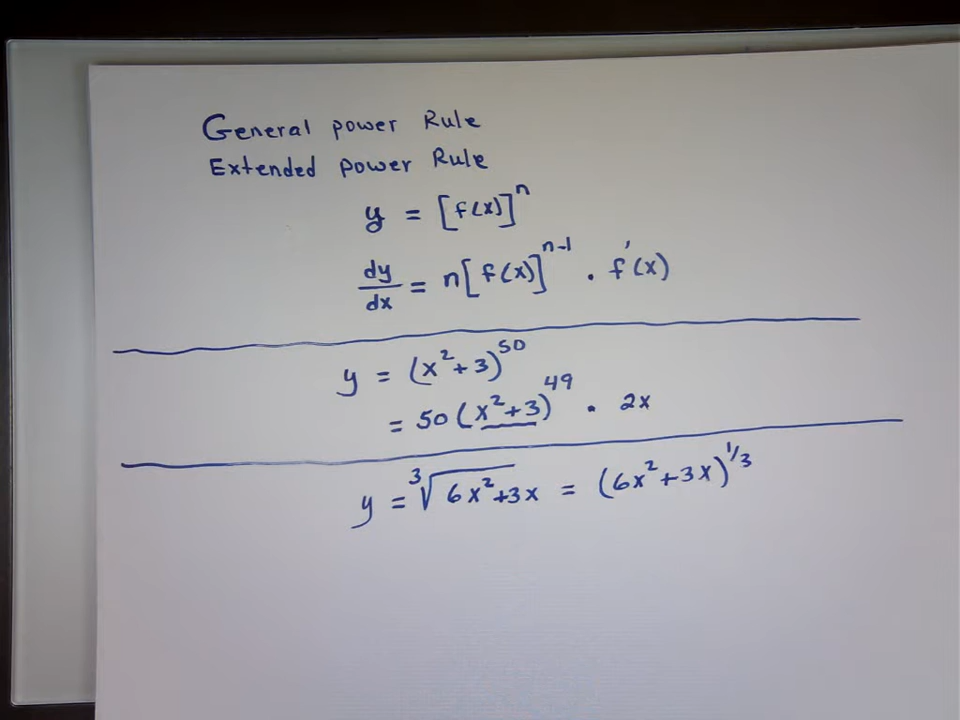 General power Rule
Extended power Rule
y = [f(x)]^n
dy/dx = n[f(x)]^{n-1} · f'(x)
y = (x²+3)^{50}
= 50(x²+3)^{49} · 2x
y = ∛(6x²+3x) = (6x²+3x)^{1/3}